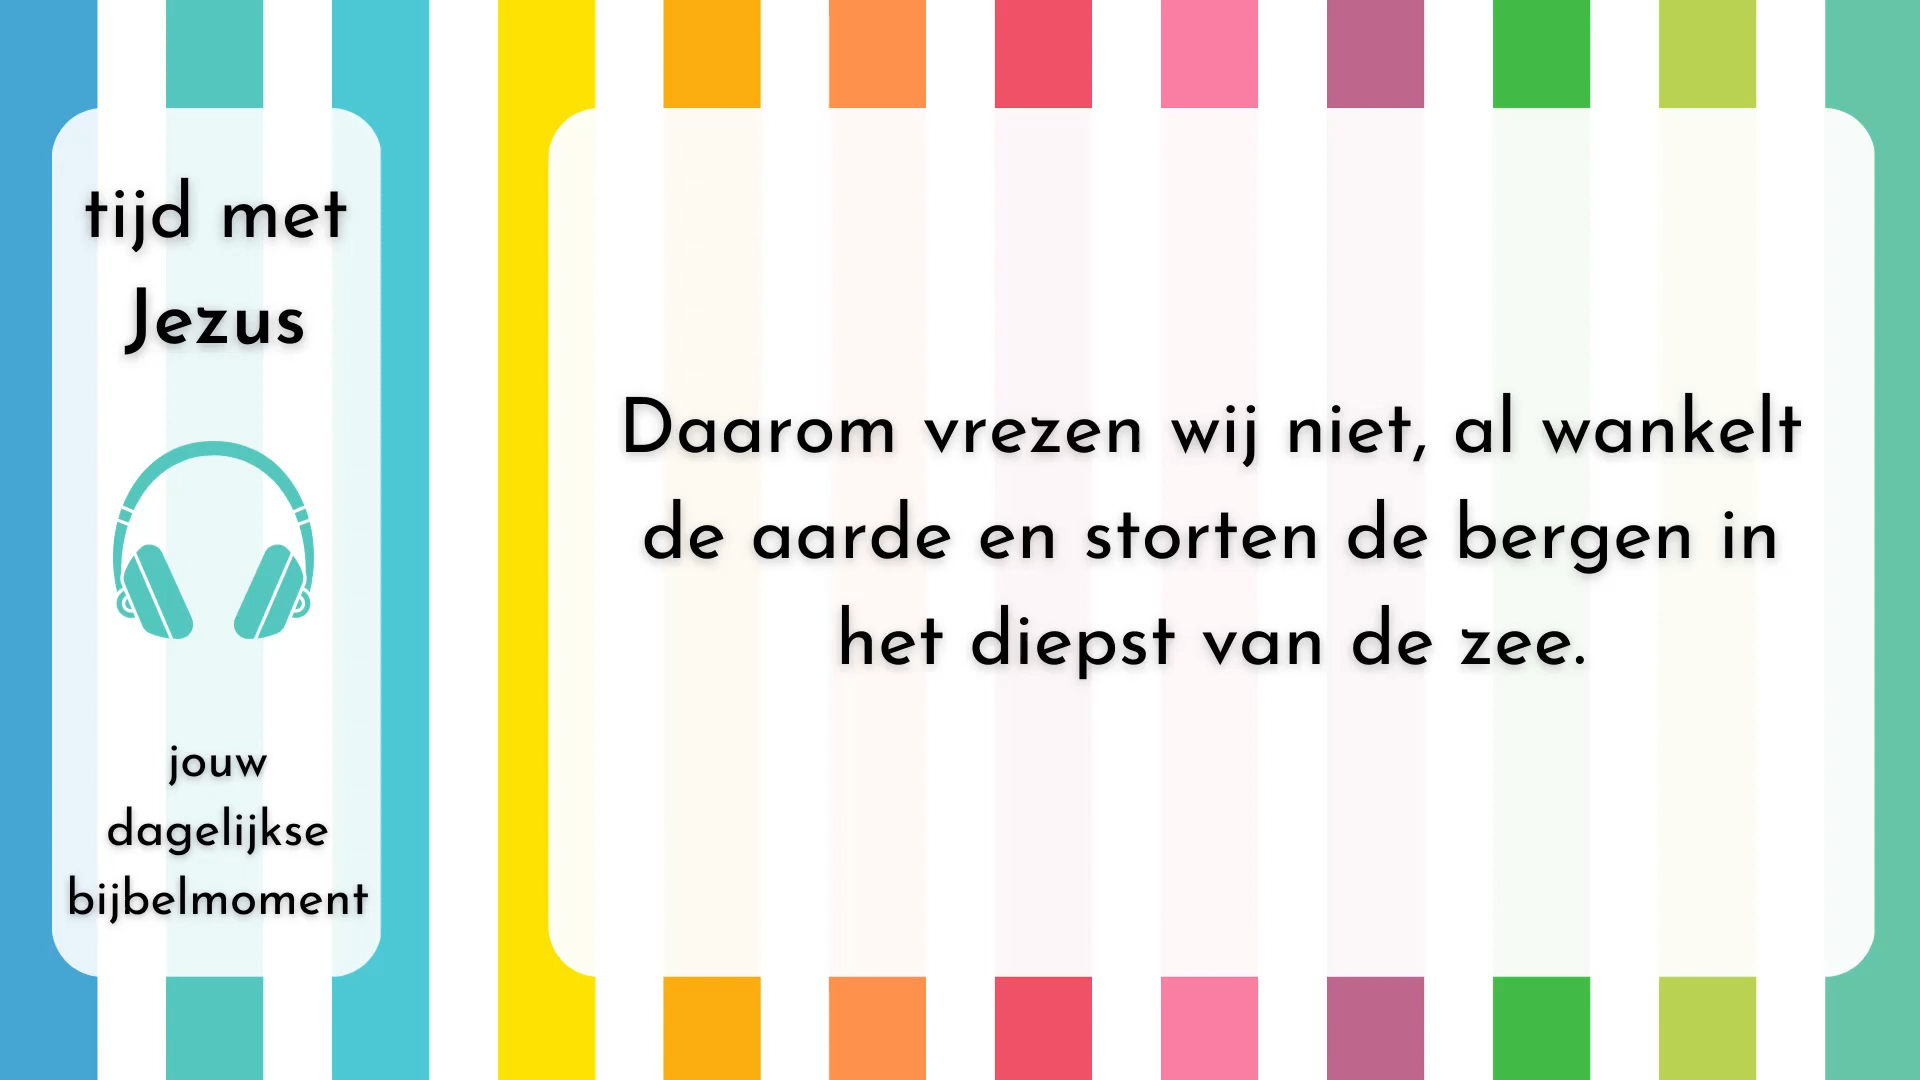 tijd met
Jezus
jouw
dagelijkse
bijbelmoment
Daarom vrezen wij niet, al wankelt
de aarde en storten de bergen in
het diepst van de zee.